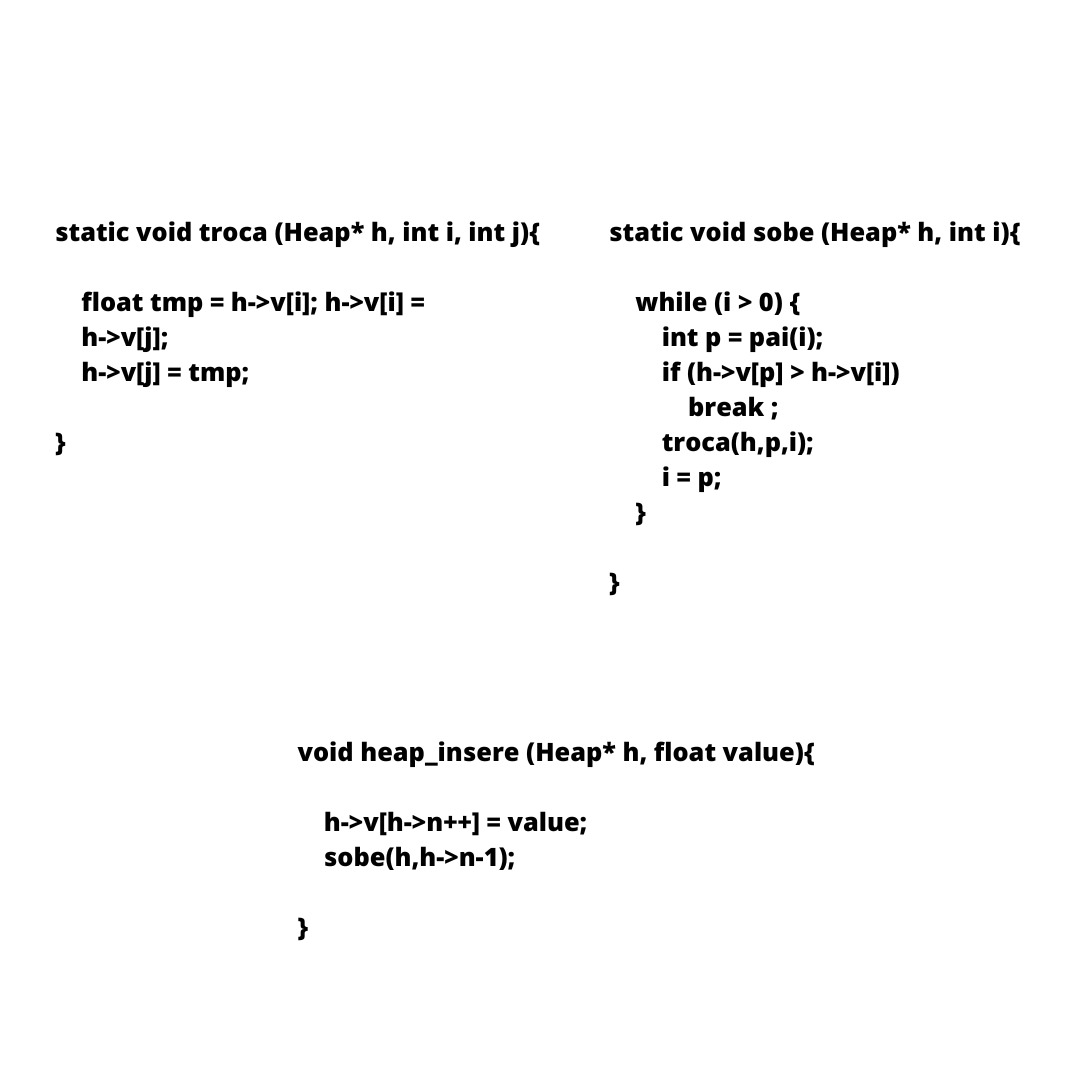 static void troca (Heap* h, int i, int j){
float tmp = h->v[i]; h->v[i] =
h->v[j];
h->v[j] = tmp;
}
static void sobe (Heap* h, int i){
while (i > 0) {
int p = pai(i);
if (h->v[p] > h->v[i])
break ;
troca(h,p,i);
i = p;
}
}
void heap_insere (Heap* h, float value){
h->v[h->n++] = value;
sobe(h,h->n-1);
}